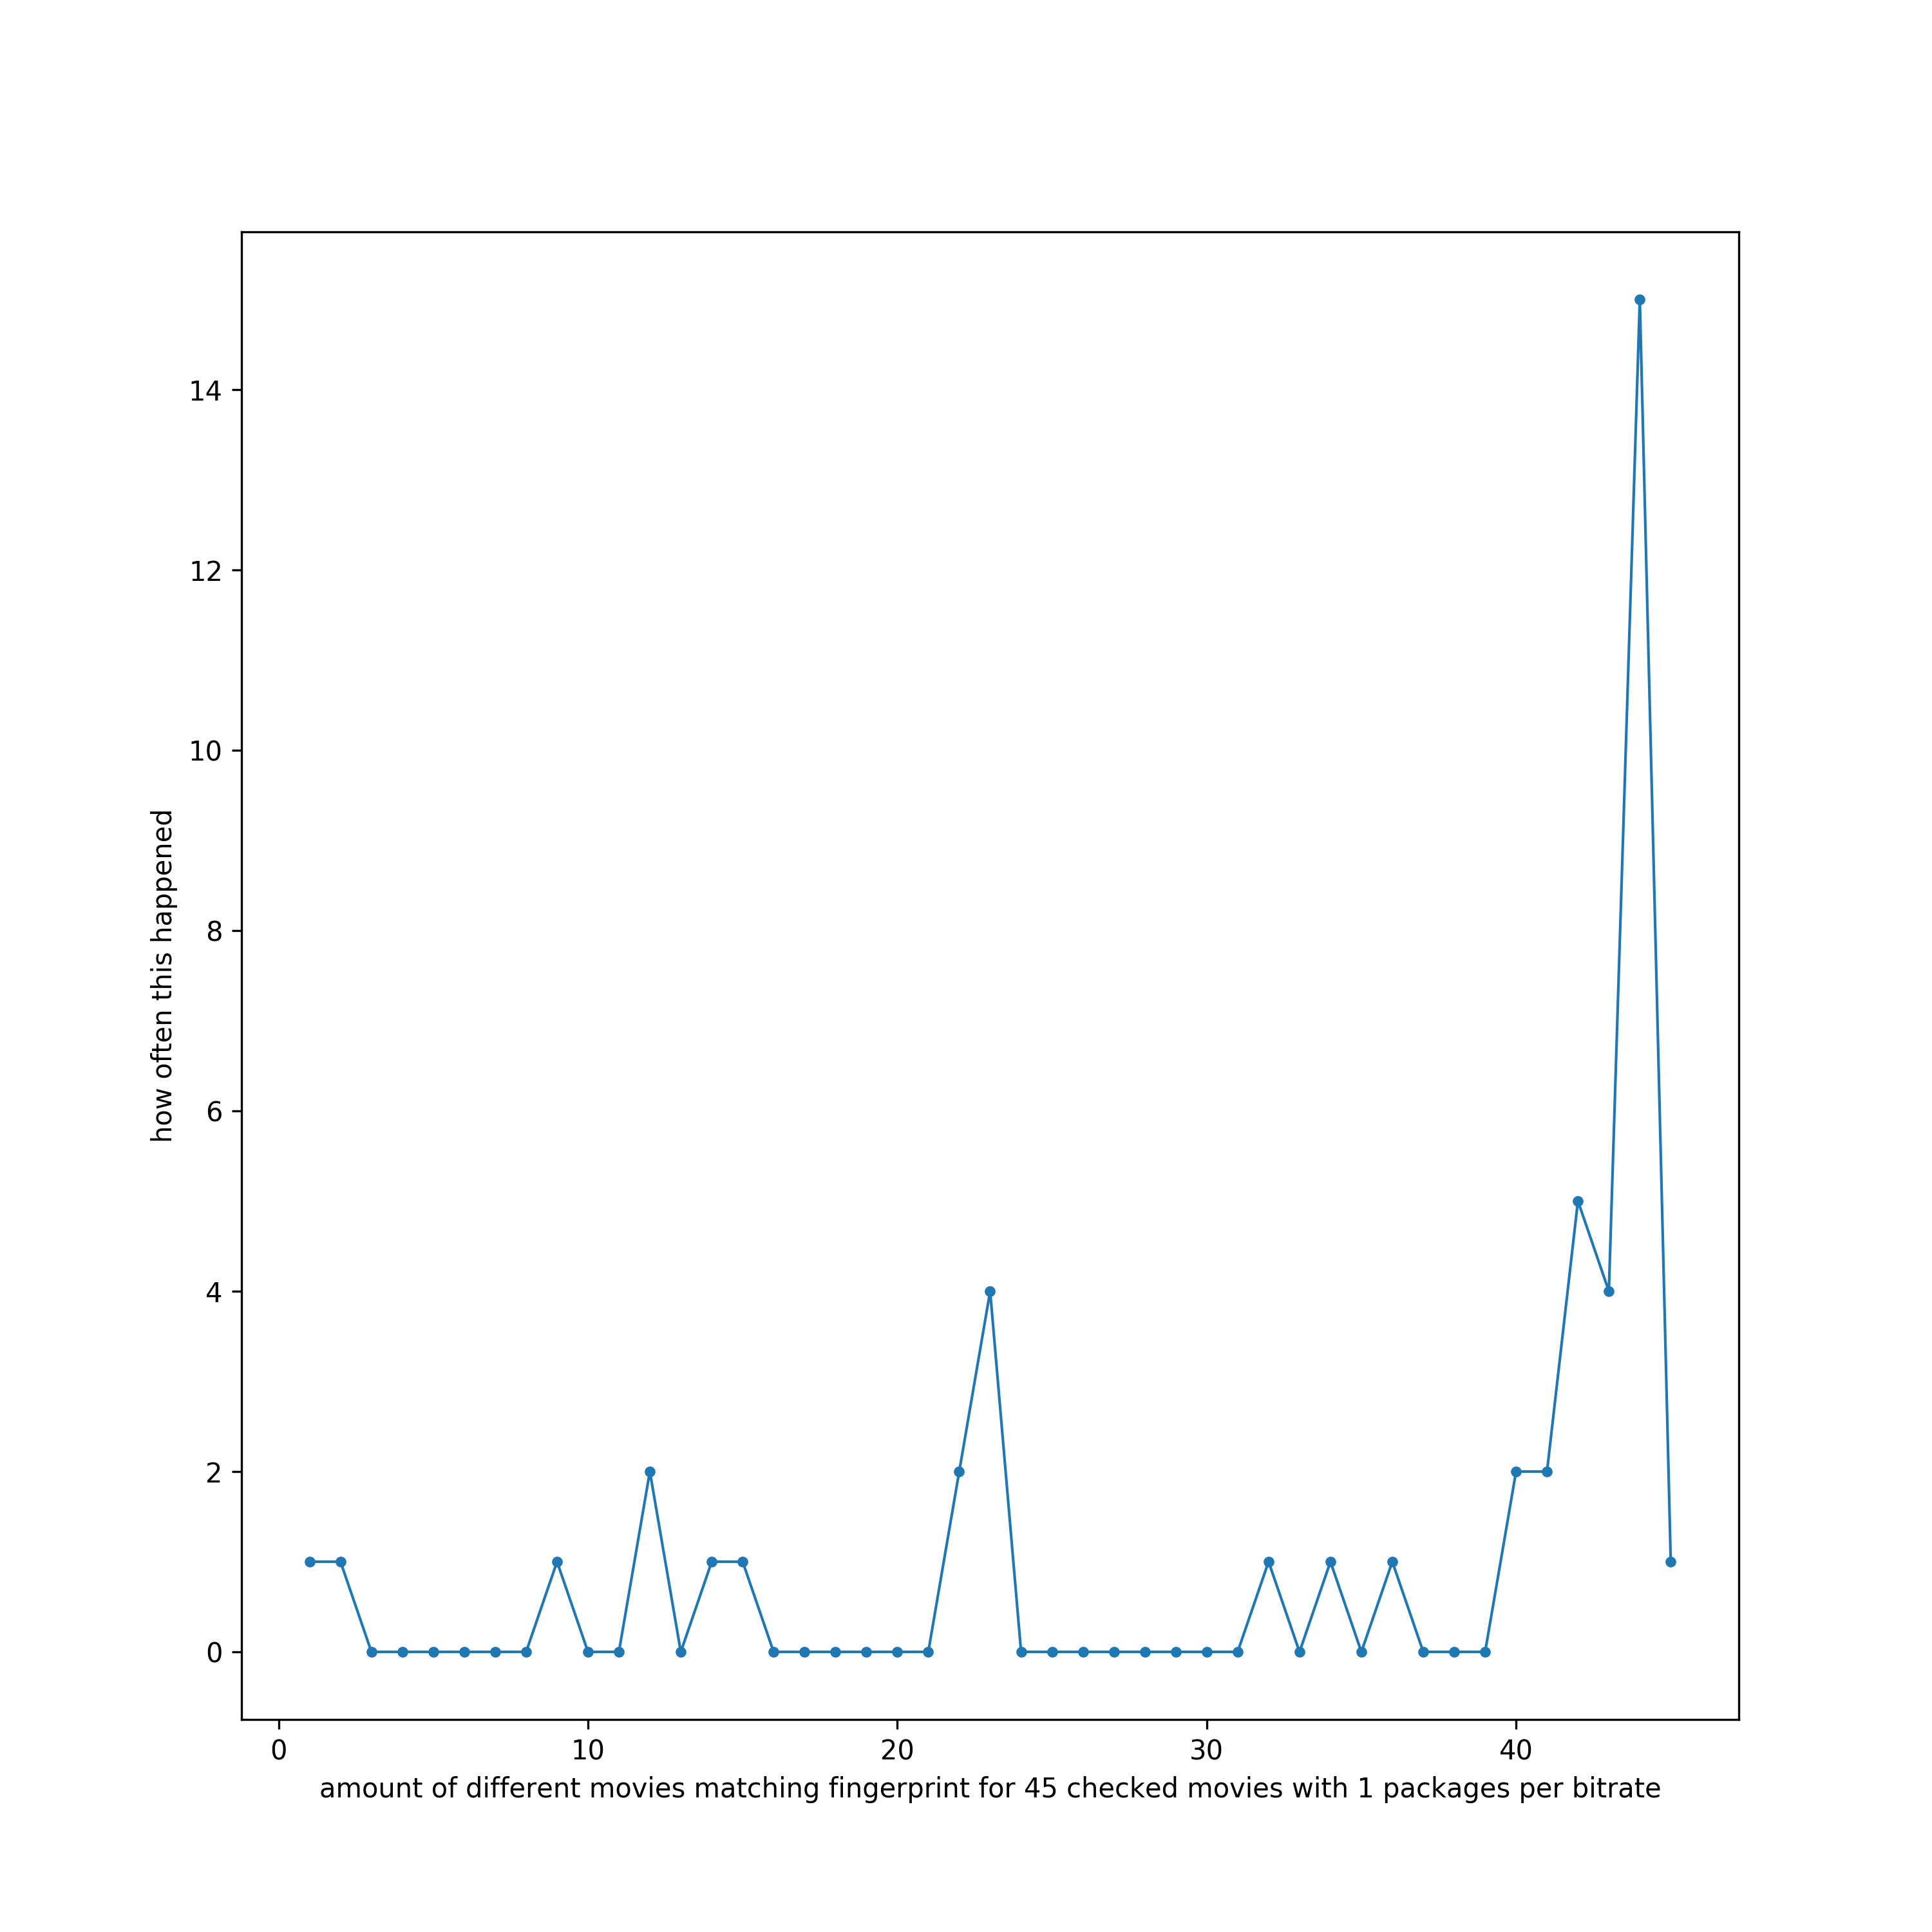 14
12
10
8
6
4
2
0
how often this happened
0 10 20 30 40
amount of different movies matching fingerprint for 45 checked movies with 1 packages per bitrate